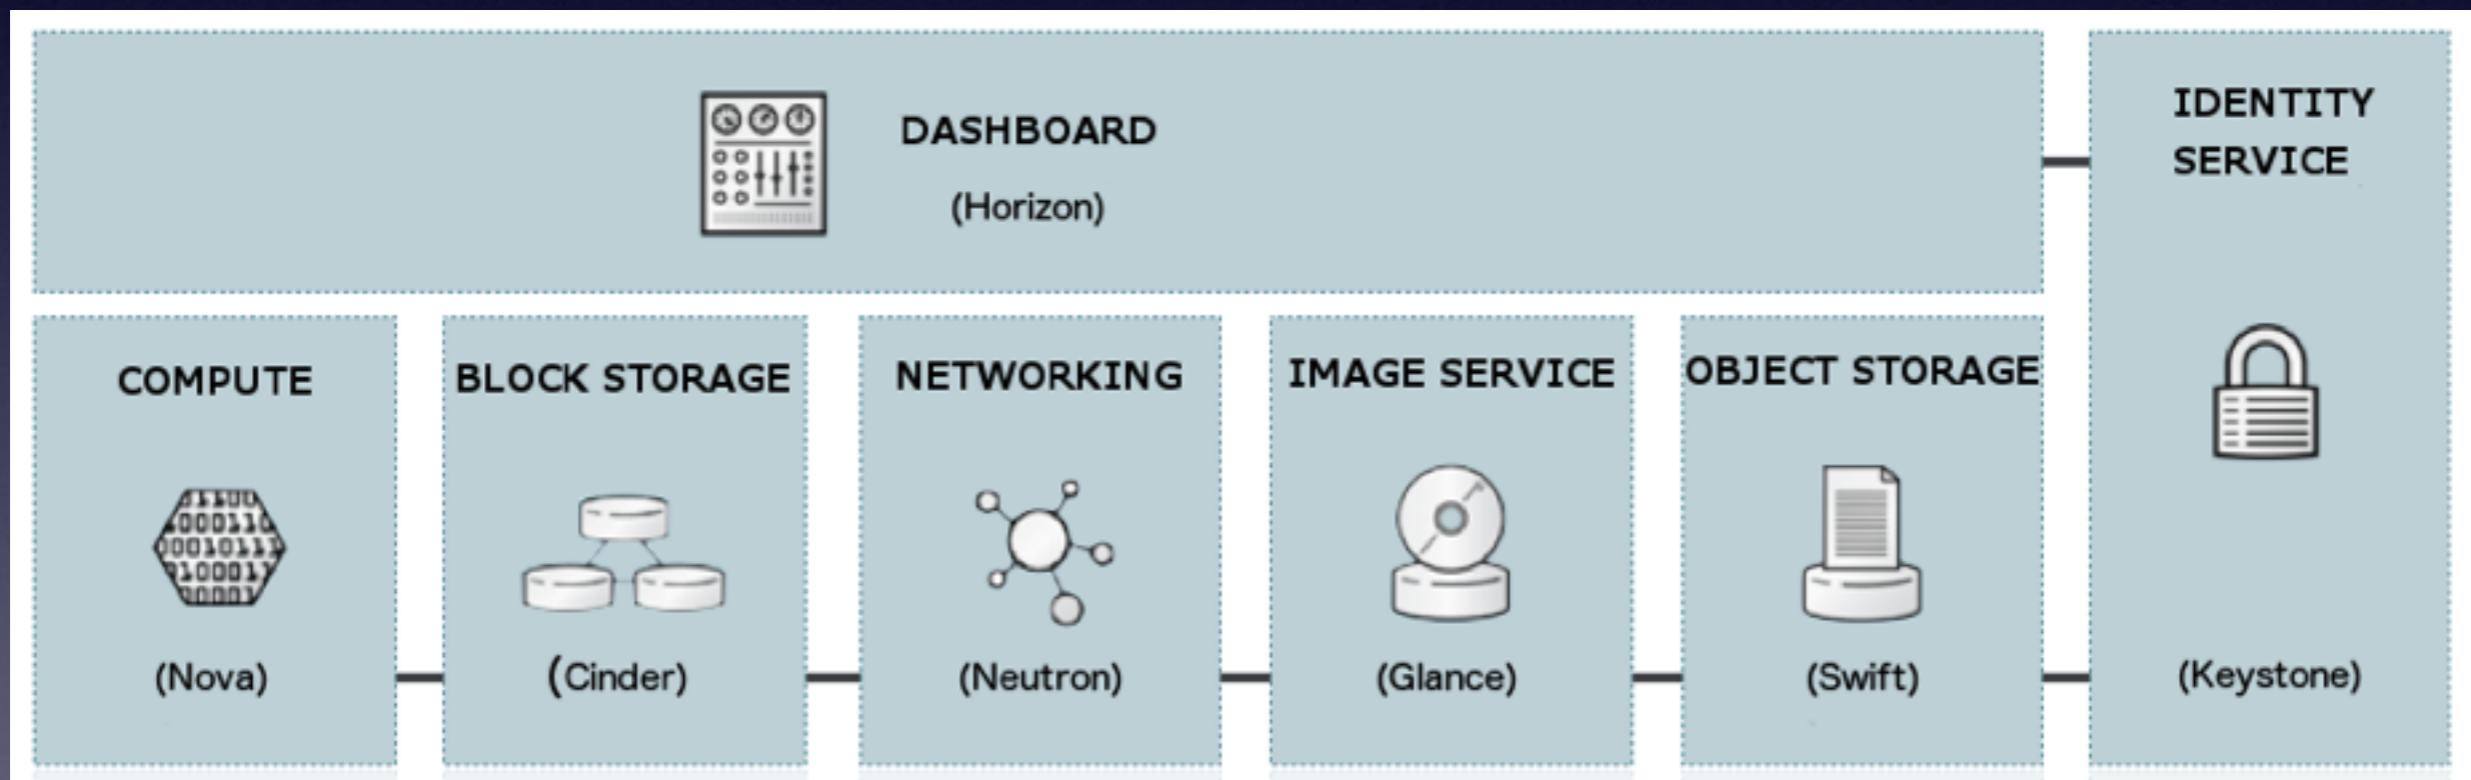 DASHBOARD
(Horizon)
IDENTITY
SERVICE
(Keystone)
COMPUTE
(Nova)
BLOCK STORAGE
(Cinder)
NETWORKING
(Neutron)
IMAGE SERVICE
(Glance)
OBJECT STORAGE
(Swift)